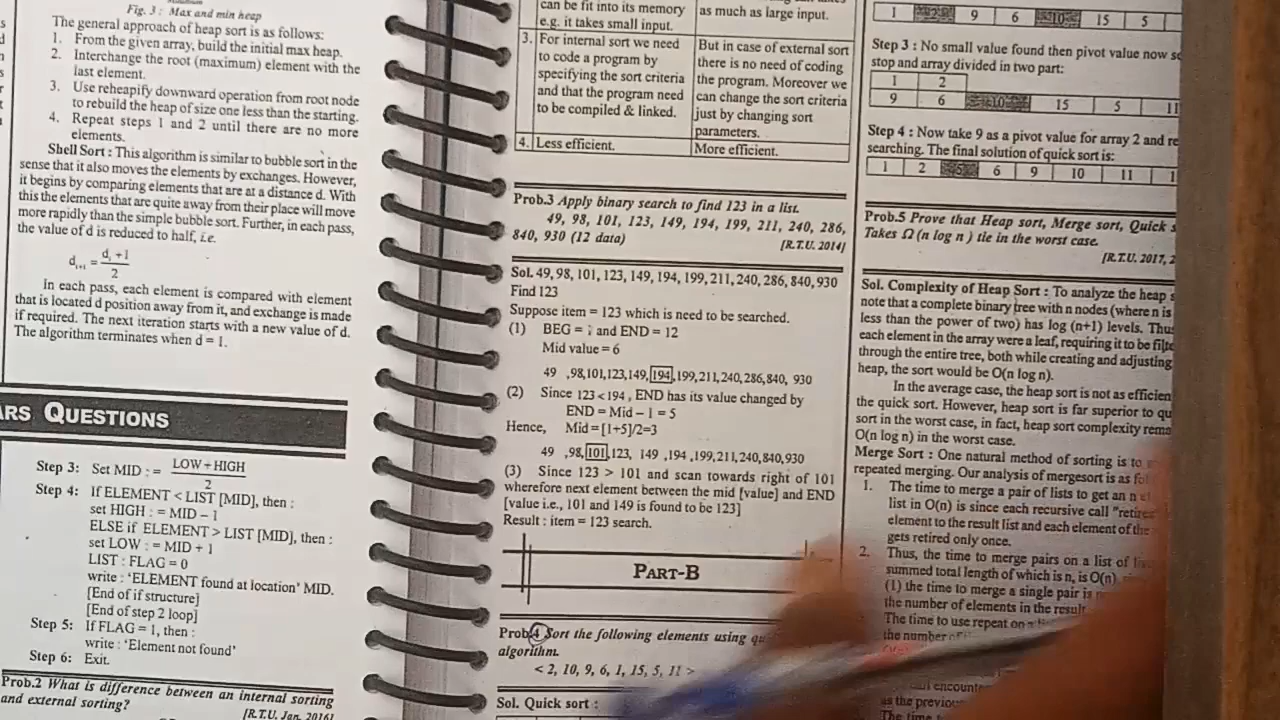 Fig. 3 : Max and min heap
The general approach of heap sort is as follows:
1. From the given array, build the initial max heap.
2. Interchange the root (maximum) element with the
last element.
3. Use reheapify downward operation from root node
to rebuild the heap of size one less than the starting.
4. Repeat steps 1 and 2 until there are no more
elements.
Shell Sort : This algorithm is similar to bubble sort in the
sense that it also moves the elements by exchanges. However,
it begins by comparing elements that are at a distance d. With
this the elements that are quite away from their place will move
more rapidly than the simple bubble sort. Further, in each pass,
the value of d is reduced to half, i.e.
dᵢ₊₁ = (dᵢ + 1)/2
In each pass, each element is compared with element
that is located d position away from it, and exchange is made
if required. The next iteration starts with a new value of d.
The algorithm terminates when d = 1.
ARS QUESTIONS
Step 3: Set MID : = (LOW + HIGH)/2
Step 4: If ELEMENT < LIST [MID], then :
set HIGH : = MID – 1
ELSE if ELEMENT > LIST [MID], then :
set LOW : = MID + 1
LIST : FLAG = 0
write : 'ELEMENT found at location' MID.
[End of if structure]
[End of step 2 loop]
Step 5: If FLAG = 1, then :
write : 'Element not found'
Step 6: Exit.
Prob.2 What is difference between an internal sorting
and external sorting?
[R.T.U. Jan. 2016]
can be fit into its memory
e.g. it takes small input.
as much as large input.
3. For internal sort we need
to code a program by
specifying the sort criteria
and that the program need
to be compiled & linked.
But in case of external sort
there is no need of coding
the program. Moreover we
can change the sort criteria
just by changing sort
parameters.
4. Less efficient.
More efficient.
Prob.3 Apply binary search to find 123 in a list.
49, 98, 101, 123, 149, 194, 199, 211, 240, 286,
840, 930 (12 data) [R.T.U. 2014]
Sol. 49, 98, 101, 123, 149, 194, 199, 211, 240, 286, 840, 930
Find 123
Suppose item = 123 which is need to be searched.
(1) BEG = 1 and END = 12
Mid value = 6
49 ,98,101,123,149,194,199,211,240,286,840, 930
(2) Since 123 < 194 , END has its value changed by
END = Mid – 1 = 5
Hence, Mid = [1+5]/2=3
49 ,98,101,123, 149 ,194 ,199,211,240,840,930
(3) Since 123 > 101 and scan towards right of 101
wherefore next element between the mid [value] and END
[value i.e., 101 and 149 is found to be 123]
Result : item = 123 search.
PART-B
Prob.4 Sort the following elements using
algorithm.
< 2, 10, 9, 6, 1, 15, 5, 11 >
Sol. Quick sort :
1 9 6 10 15 5
Step 3 : No small value found then pivot value now
stop and array divided in two part:
1 2
9 6 10 15 5 11
Step 4 : Now take 9 as a pivot value for array 2 and
searching. The final solution of quick sort is:
1 2 5 6 9 10 11
Prob.5 Prove that Heap sort, Merge sort, Quick
Takes Ω (n log n ) tie in the worst case.
[R.T.U. 2017,
Sol. Complexity of Heap Sort : To analyze the heap
note that a complete binary tree with n nodes (where n is
less than the power of two) has log (n+1) levels. Thus
each element in the array were a leaf, requiring it to be
through the entire tree, both while creating and adjusting
heap, the sort would be O(n log n).
In the average case, the heap sort is not as
the quick sort. However, heap sort is far superior to
sort in the worst case, in fact, heap sort complexity
O(n log n) in the worst case.
Merge Sort : One natural method of sorting is to
repeated merging. Our analysis of mergesort is as
1. The time to merge a pair of lists to get an n
list in O(n) is since each recursive call
element to the result list and each element of the
gets retired only once.
2. Thus, the time to merge pairs on a list of
summed total length of which is n, is O(n).
(1) the time to merge a single pair is
the number of elements in the result
The time to use repeat on a
the number
as the
The time